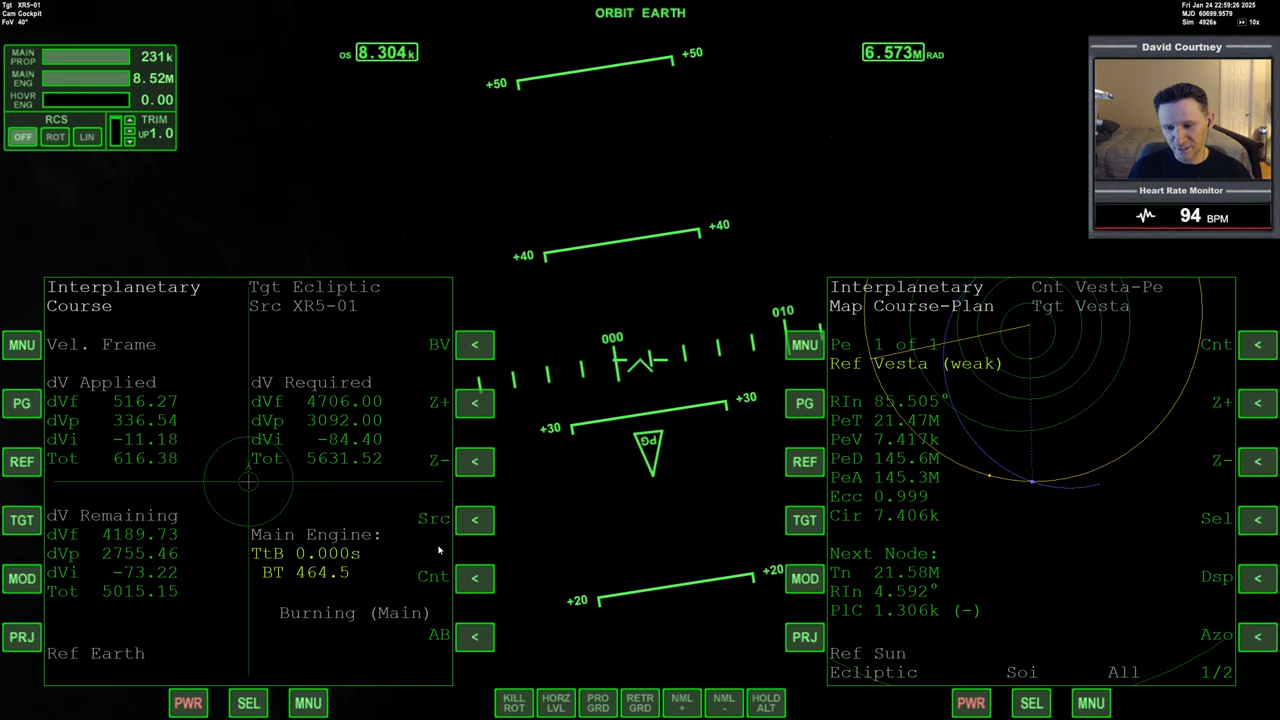 Tgt XR5-01
Cam Cockpit
FoV 40°
ORBIT EARTH
Fri Jan 24 22:59:26 2025
MJD 60699.9579
Sim 4926s 10x
MAIN PROP 231k
MAIN ENG 8.52M
HOVR ENG 0.00
RCS
TRIM
OFF ROT LIN
UP 1.0
OS 8.304k
6.573M RAD
David Courtney
Heart Rate Monitor
94 BPM
+50 +50
+40 +40
000 010
+30 +30
PG
+20 +20
Interplanetary Tgt Ecliptic
Course Src XR5-01
Vel. Frame BV
dV Applied dV Required
dVf 516.27 dVf 4706.00 Z+
dVp 336.54 dVp 3092.00
dVi -11.18 dVi -84.40
Tot 616.38 Tot 5631.52 Z-
dV Remaining Src
dVf 4189.73 Main Engine:
dVp 2755.46 TtB 0.000s
dVi -73.22 BT 464.5 Cnt
Tot 5015.15
Burning (Main)
AB
Ref Earth
MNU <
PG <
REF <
TGT <
MOD <
PRJ <
PWR SEL MNU
KILL ROT
HORZ LVL
PRO GRD
RETR GRD
NML +
NML -
HOLD ALT
Interplanetary Cnt Vesta-Pe
Map Course-Plan Tgt Vesta
Pe 1 of 1 Cnt
Ref Vesta (weak)
RIn 85.505° Z+
PeT 21.47M
PeV 7.417k
PeD 145.6M Z-
PeA 145.3M
Ecc 0.999
Cir 7.406k Sel
Next Node:
Tn 21.58M Dsp
RIn 4.592°
PlC 1.306k (-)
Azo
Ref Sun
Ecliptic Soi All 1/2
MNU <
PG <
REF <
TGT <
MOD <
PRJ <
PWR SEL MNU